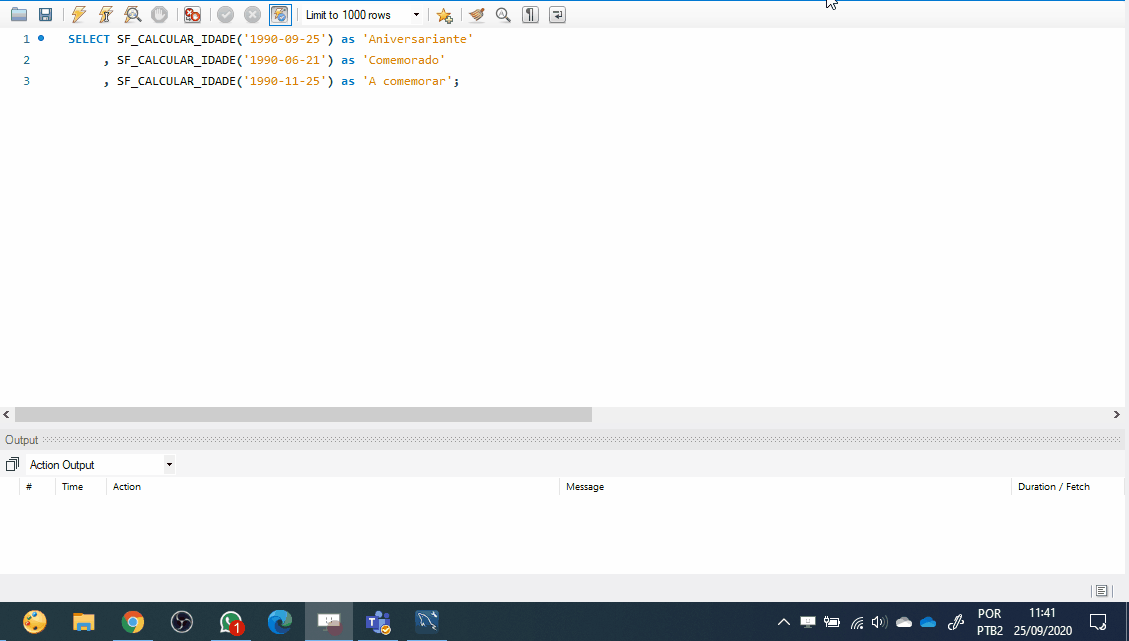 Limit to 1000 rows
1 SELECT SF_CALCULAR_IDADE('1990-09-25') as 'Aniversariante'
2 , SF_CALCULAR_IDADE('1990-06-21') as 'Comemorado'
3 , SF_CALCULAR_IDADE('1990-11-25') as 'A comemorar';
Output
Action Output
# Time Action Message Duration / Fetch
1
POR 11:41
PTB2 25/09/2020